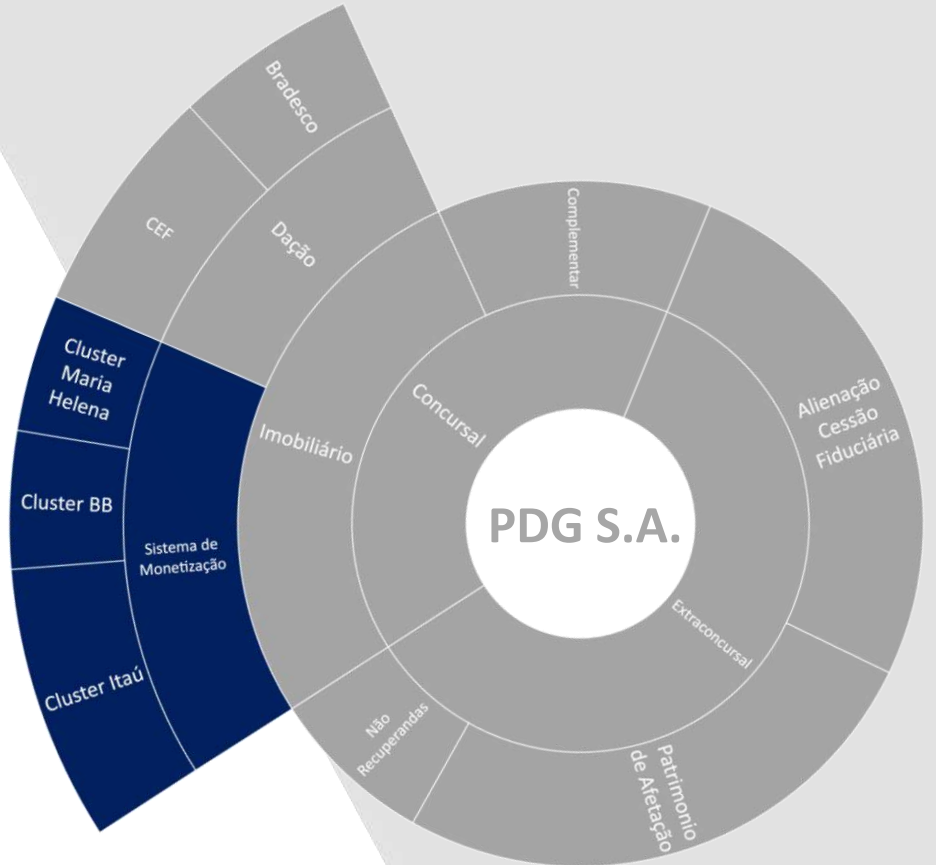 Bradesco
CEF
Dação
Complementar
Cluster
Maria
Helena
Concursal
Alienação
Cessão
Fiduciária
Imobiliário
Cluster BB
PDG S.A.
Sistema de
Monetização
Extraconcursal
Cluster Itaú
Não
Recuperandas
Patrimonio
de Afetação